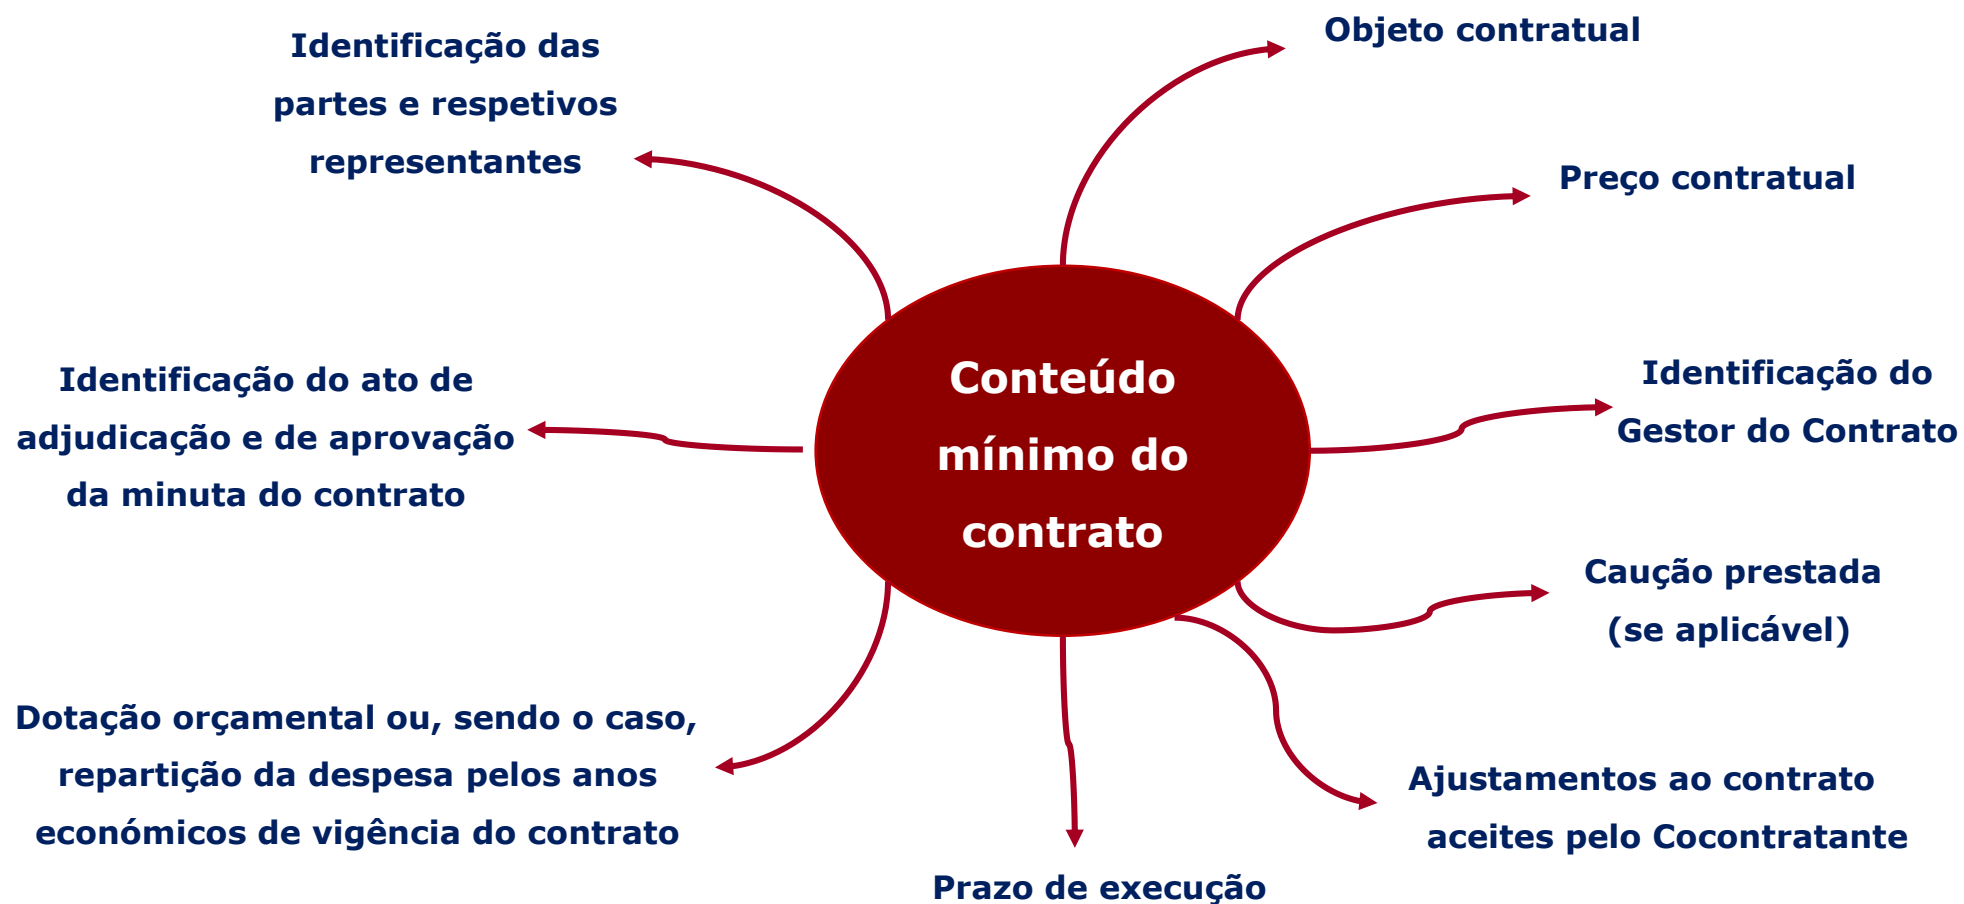 Identificação das
partes e respetivos
representantes
Objeto contratual
Preço contratual
Identificação do ato de
adjudicação e de aprovação
da minuta do contrato
Conteúdo
mínimo do
contrato
Identificação do
Gestor do Contrato
Caução prestada
(se aplicável)
Dotação orçamental ou, sendo o caso,
repartição da despesa pelos anos
económicos de vigência do contrato
Ajustamentos ao contrato
aceites pelo Cocontratante
Prazo de execução